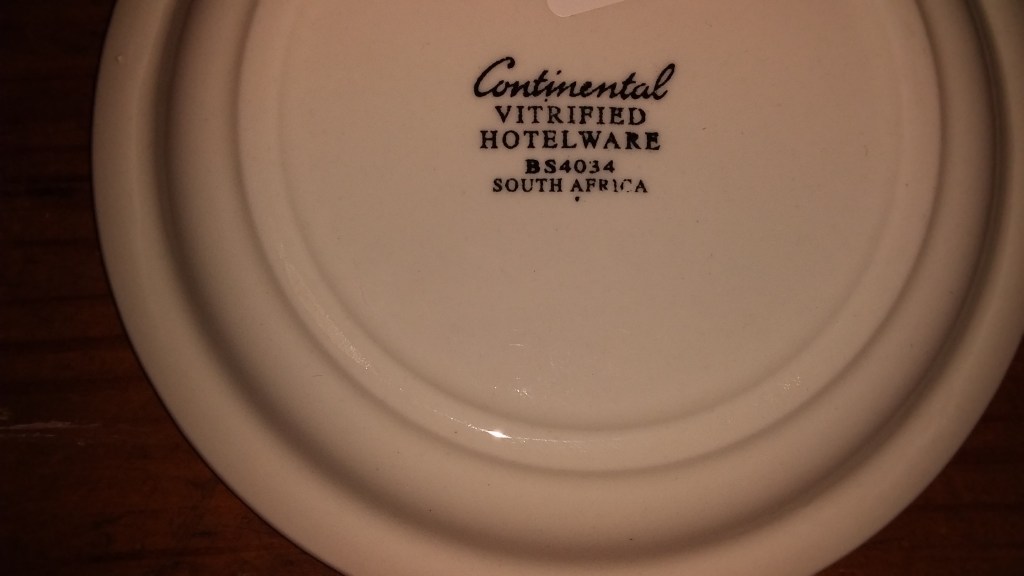 Continental
VITRIFIED
HOTELWARE
BS4034
SOUTH AFRICA